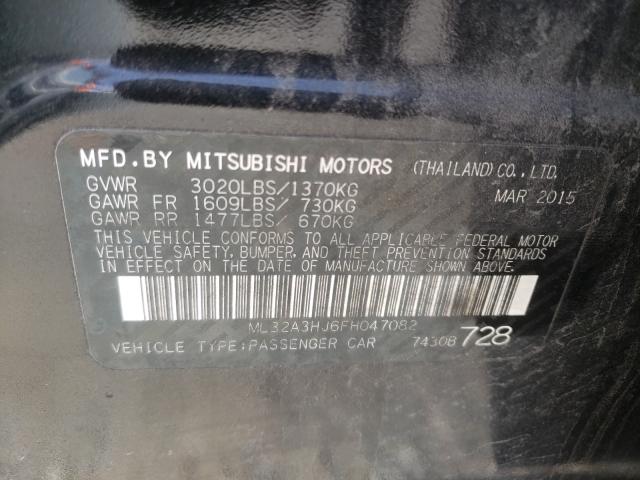 MFD. BY MITSUBISHI MOTORS (THAILAND) CO., LTD.
GVWR 3020LBS/1370KG MAR 2015
GAWR FR 1609LBS/ 730KG
GAWR RR 1477LBS/ 670KG
THIS VEHICLE CONFORMS TO ALL APPLICABLE FEDERAL MOTOR
VEHICLE SAFETY, BUMPER, AND THEFT PREVENTION STANDARDS
IN EFFECT ON THE DATE OF MANUFACTURE SHOWN ABOVE.
ML32A3HJ6FH047082
VEHICLE TYPE:PASSENGER CAR 74308 728